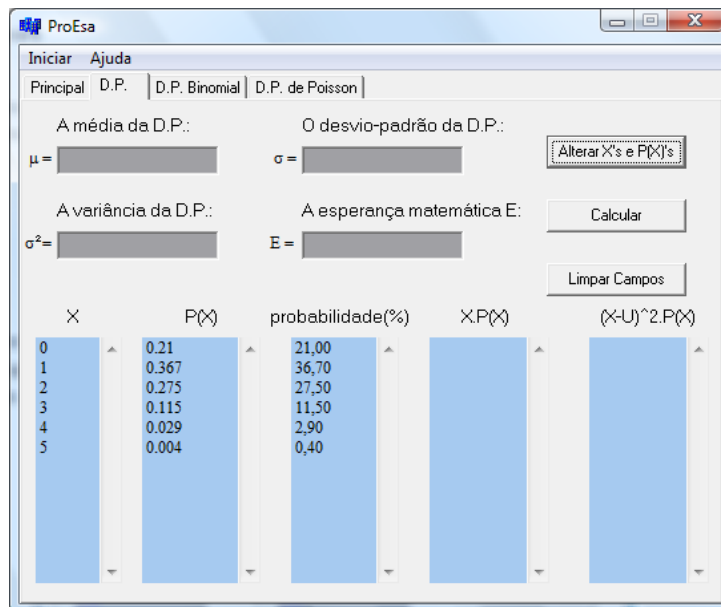 ProEsa
Iniciar Ajuda
Principal D.P. D.P. Binomial D.P. de Poisson
A média da D.P.: O desvio-padrão da D.P.:
μ = σ = Alterar X's e P(X)'s
A variância da D.P.: A esperança matemática E: Calcular
σ²= E =
Limpar Campos
X P(X) probabilidade(%) X.P(X) (X-U)^2.P(X)
0 0.21 21,00
1 0.367 36,70
2 0.275 27,50
3 0.115 11,50
4 0.029 2,90
5 0.004 0,40